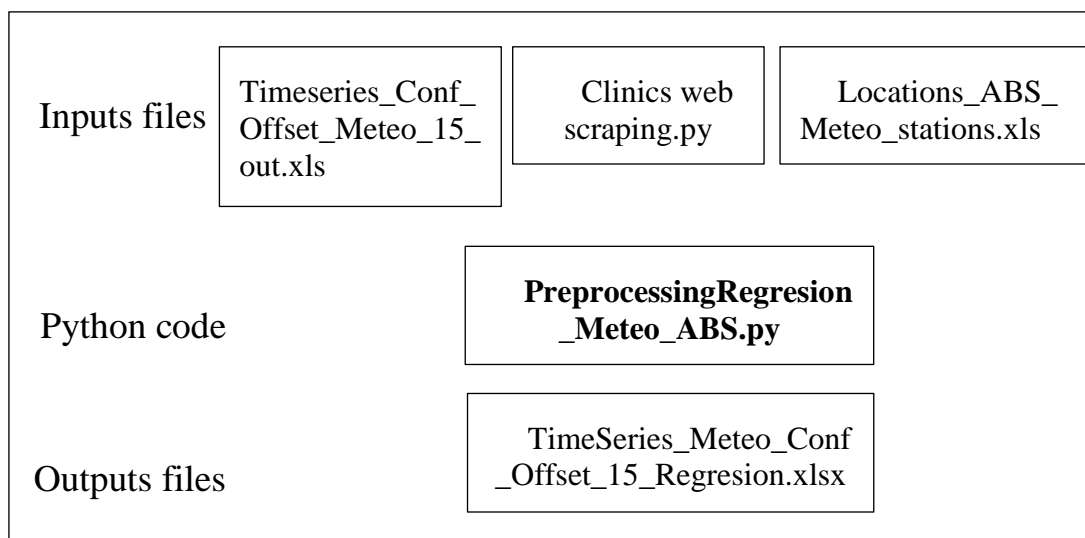 Inputs files
Timeseries_Conf_
Offset_Meteo_15_
out.xls
Clinics web
scraping.py
Locations_ABS_
Meteo_stations.xls
Python code
PreprocessingRegresion
_Meteo_ABS.py
Outputs files
TimeSeries_Meteo_Conf
_Offset_15_Regresion.xlsx